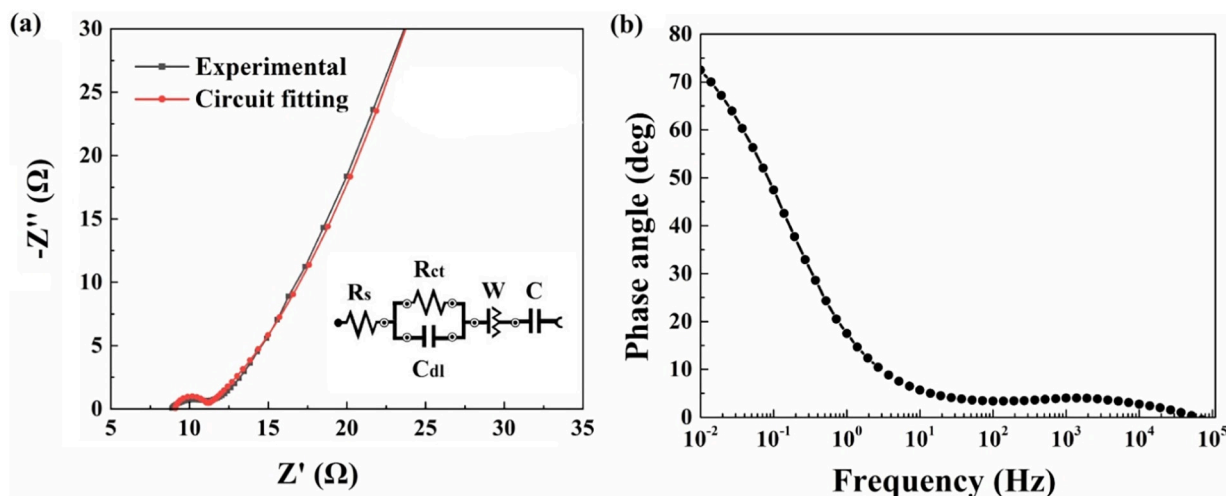 (a)
Experimental
Circuit fitting
-Z'' (Ω)
30
25
20
15
10
5
0
Rs
Rct
Cdl
W
C
5 10 15 20 25 30 35
Z' (Ω)
(b)
Phase angle (deg)
80
70
60
50
40
30
20
10
0
10⁻² 10⁻¹ 10⁰ 10¹ 10² 10³ 10⁴ 10⁵
Frequency (Hz)